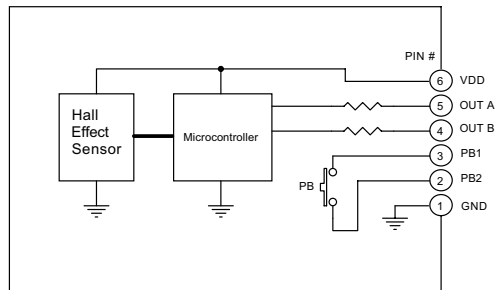 PIN #
6 VDD
5 OUT A
4 OUT B
3 PB1
2 PB2
1 GND
Hall
Effect
Sensor
Microcontroller
PB